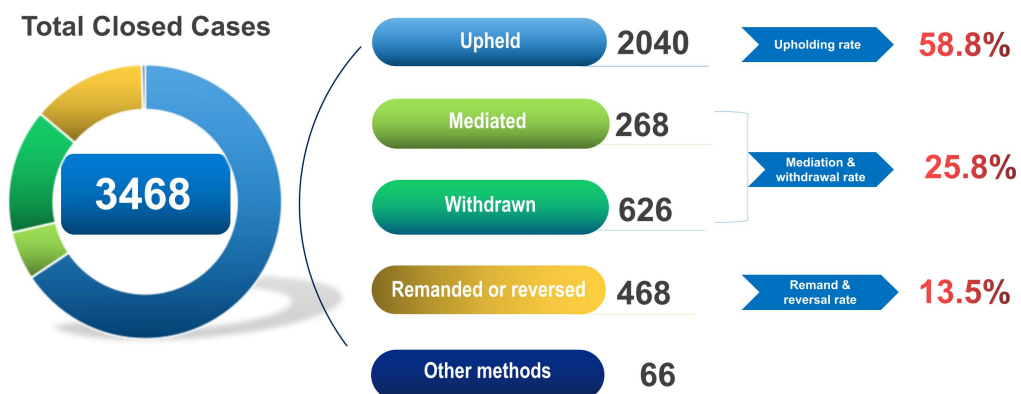 Total Closed Cases
3468
Upheld 2040 Upholding rate 58.8%
Mediated 268
Mediation &
withdrawal rate 25.8%
Withdrawn 626
Remanded or reversed 468 Remand &
reversal rate 13.5%
Other methods 66